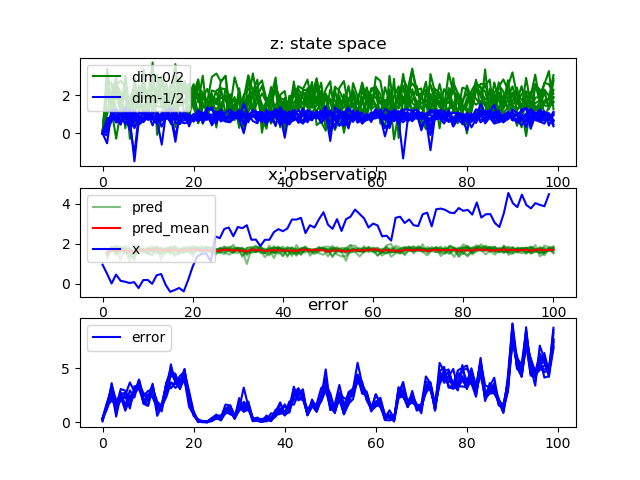 z: state space
dim-0/2
dim-1/2
2
0
0 20 40 60 80 100
x: observation
pred
pred_mean
x
4
2
0
0 20 40 60 80 100
error
error
5
0
0 20 40 60 80 100